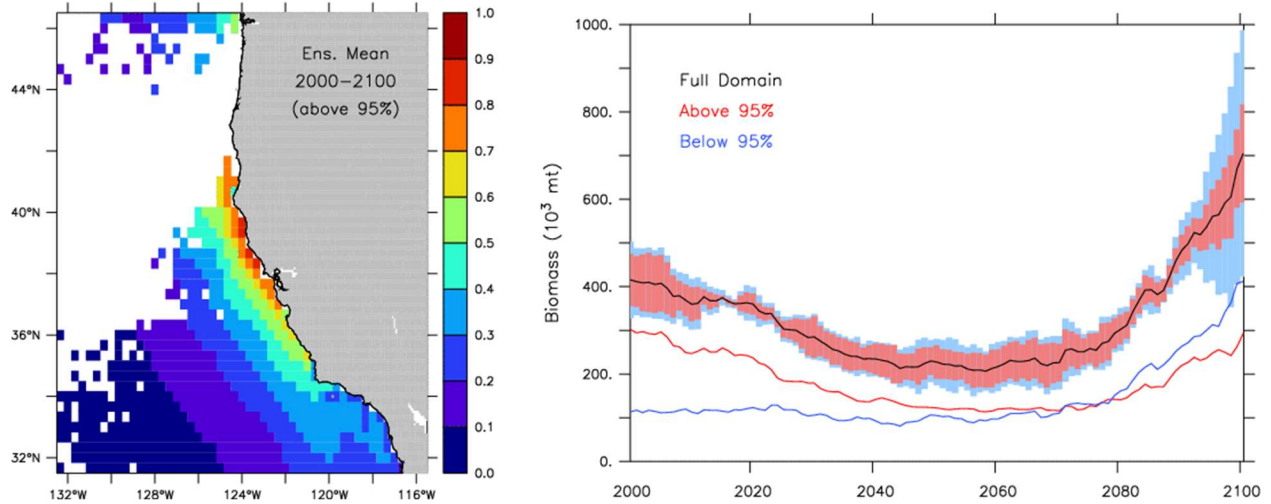 Ens. Mean
2000−2100
(above 95%)
44°N
40°N
36°N
32°N
132°W 128°W 124°W 120°W 116°W
1.0
0.9
0.8
0.7
0.6
0.5
0.4
0.3
0.2
0.1
0.0
Biomass (10³ mt)
1000.
800.
600.
400.
200.
0.
Full Domain
Above 95%
Below 95%
2000 2020 2040 2060 2080 2100